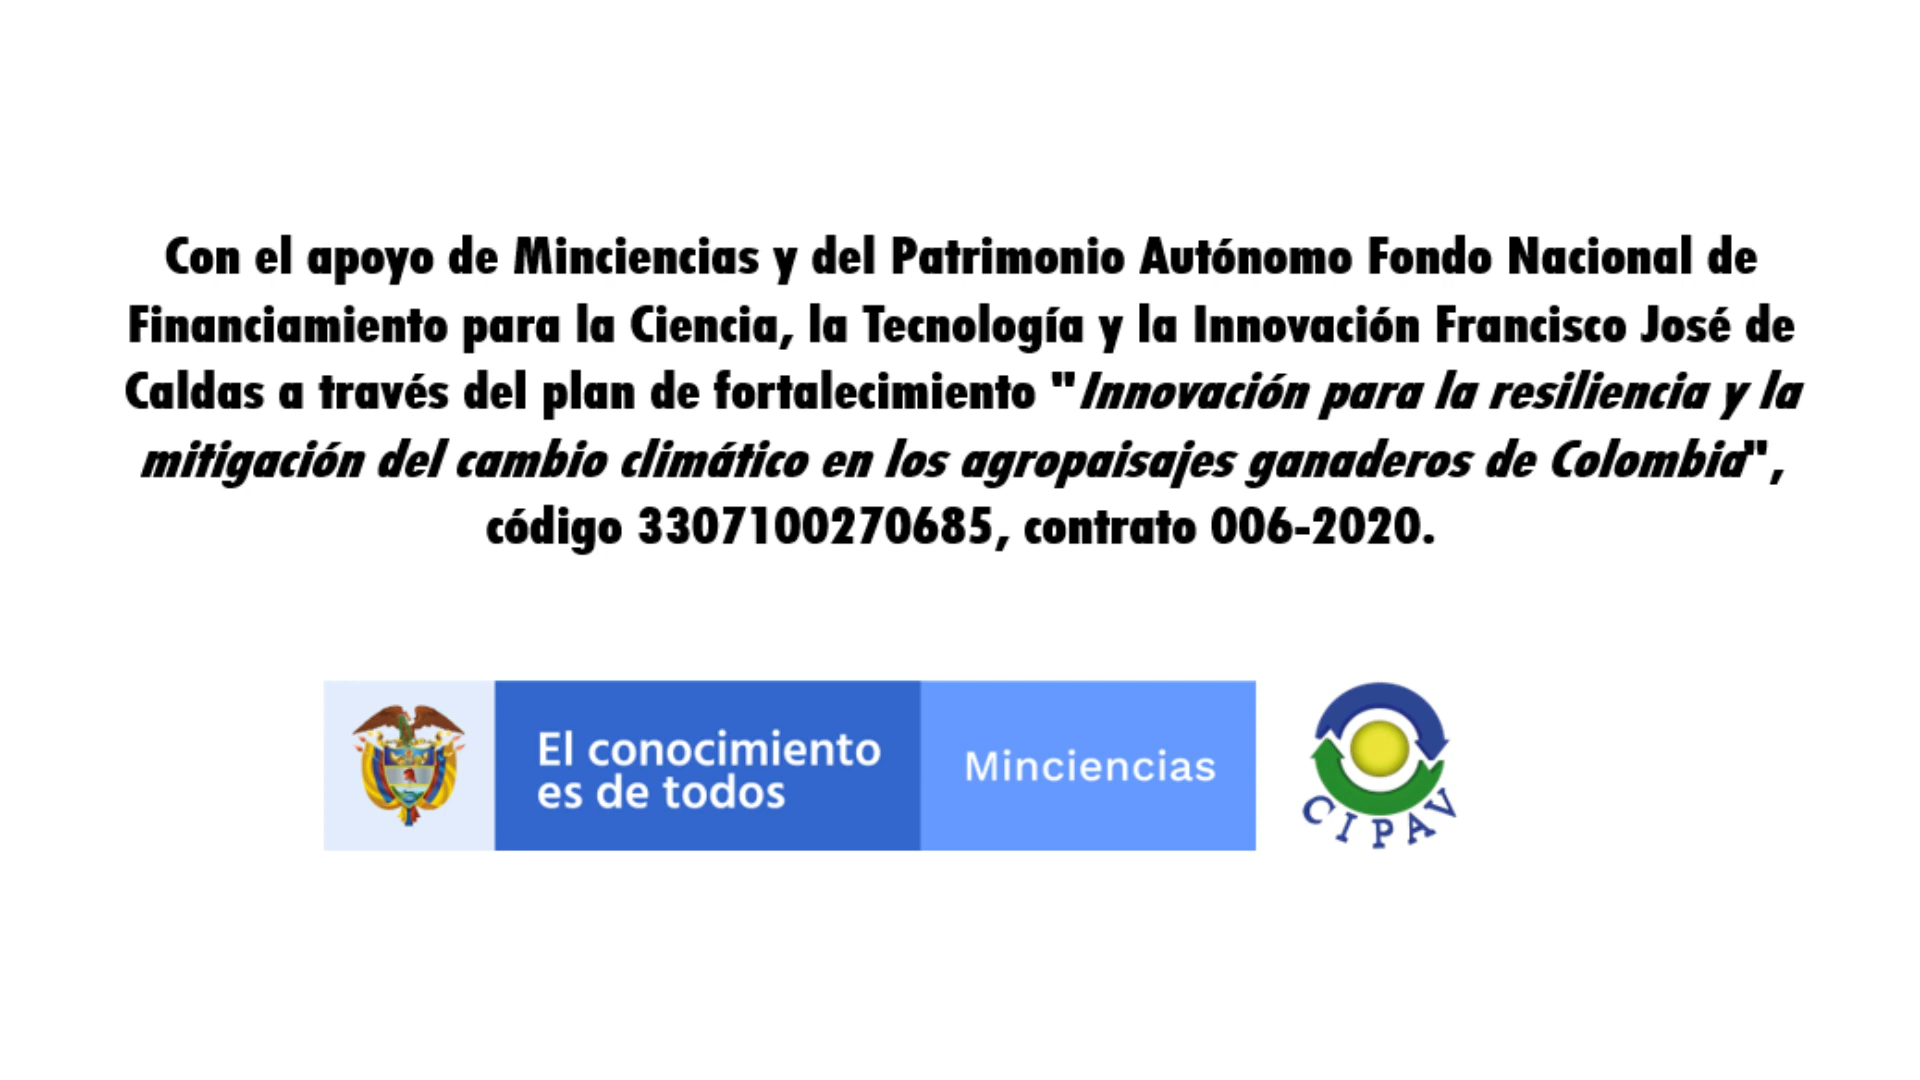 Con el apoyo de Minciencias y del Patrimonio Autónomo Fondo Nacional de
Financiamiento para la Ciencia, la Tecnología y la Innovación Francisco José de
Caldas a través del plan de fortalecimiento "Innovación para la resiliencia y la
mitigación del cambio climático en los agropaisajes ganaderos de Colombia",
código 3307100270685, contrato 006-2020.
El conocimiento
es de todos
Minciencias
CIPAV